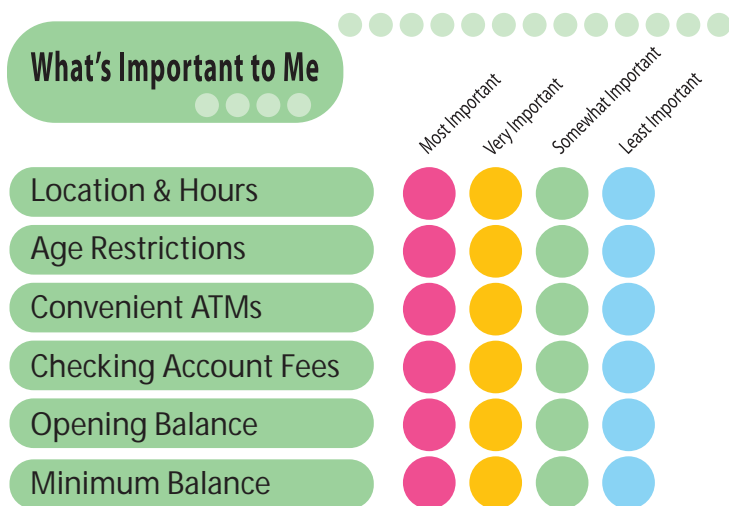 What's Important to Me
Most Important
Very Important
Somewhat Important
Least Important
Location & Hours
Age Restrictions
Convenient ATMs
Checking Account Fees
Opening Balance
Minimum Balance